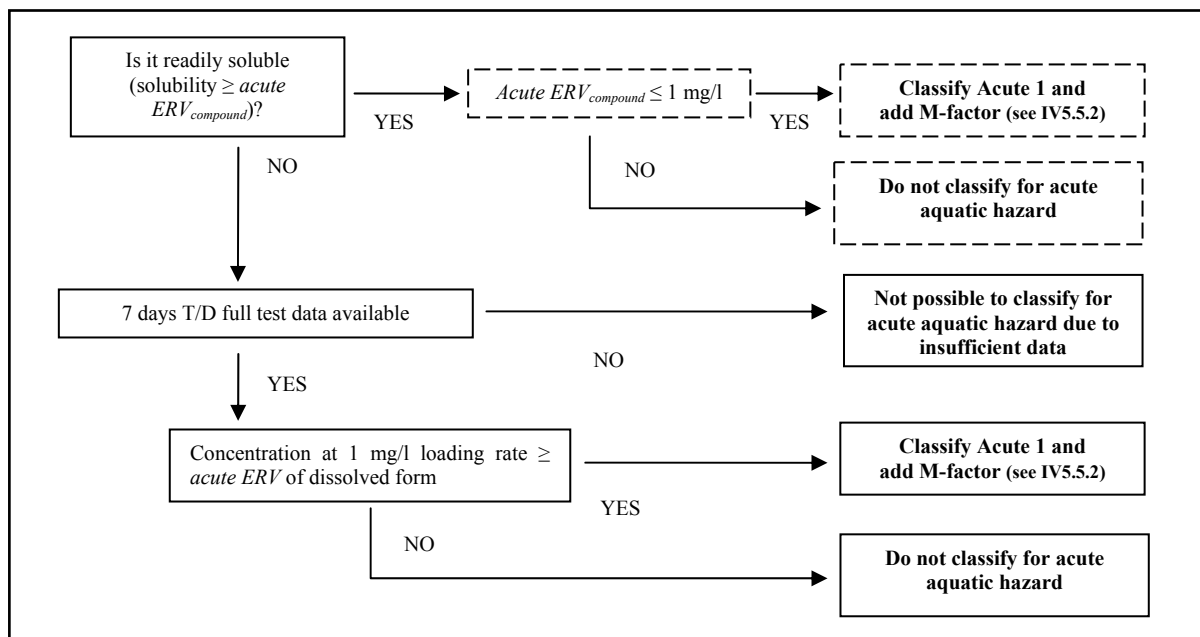 Is it readily soluble
(solubility ≥ acute
ERVcompound)?
YES
Acute ERVcompound ≤ 1 mg/l
YES
Classify Acute 1 and
add M-factor (see IV5.5.2)
NO
NO
Do not classify for acute
aquatic hazard
7 days T/D full test data available
NO
Not possible to classify for
acute aquatic hazard due to
insufficient data
YES
Concentration at 1 mg/l loading rate ≥
acute ERV of dissolved form
YES
Classify Acute 1 and
add M-factor (see IV5.5.2)
NO
Do not classify for acute
aquatic hazard